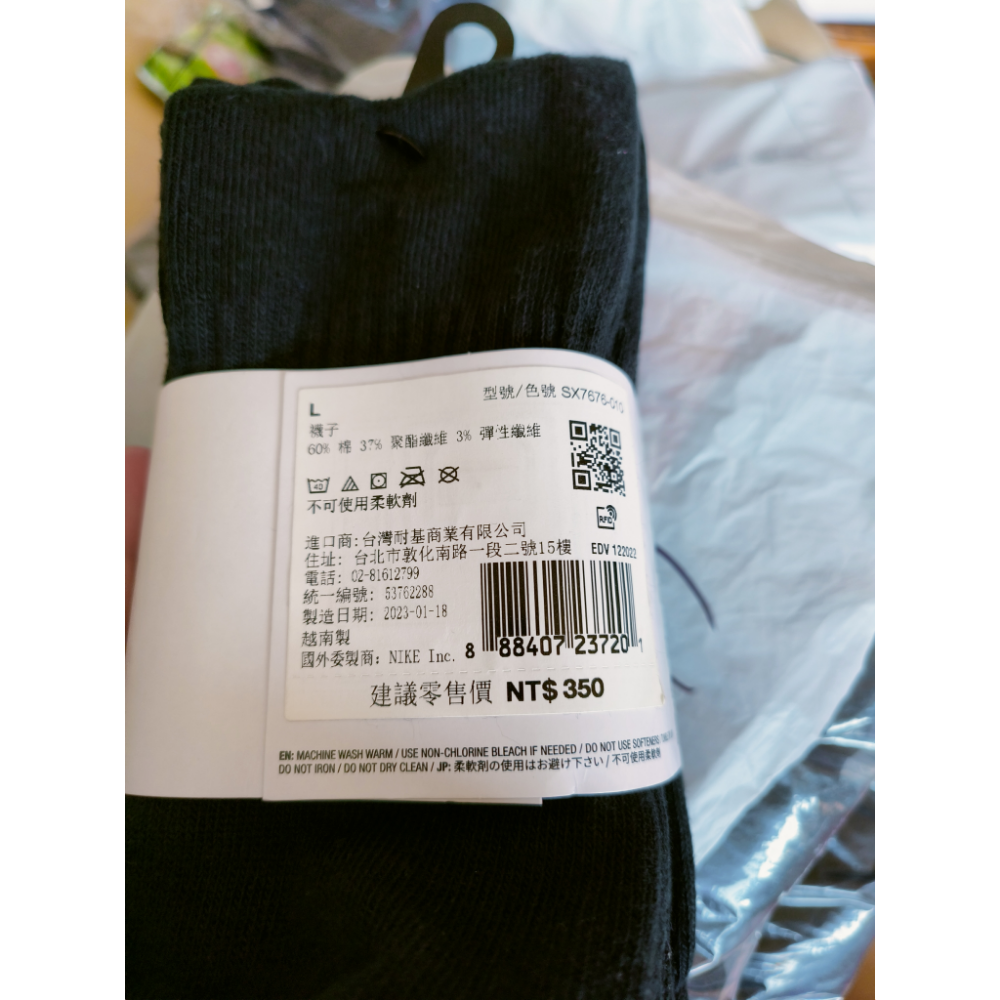 L
型號/色號 SX7676-010
襪子
60% 棉 37% 聚酯纖維 3% 彈性纖維
40
不可使用柔軟劑
RFID
進口商:台灣耐基商業有限公司
住址: 台北市敦化南路一段二號15樓
EDV 122022
電話: 02-81612799
統一編號: 53762288
製造日期: 2023-01-18
越南製
國外委製商: NIKE Inc.
8 88407 23720 1
建議零售價 NT$ 350
EN: MACHINE WASH WARM / USE NON-CHLORINE BLEACH IF NEEDED / DO NOT USE SOFTENERS
DO NOT IRON / DO NOT DRY CLEAN / JP: 柔軟剤の使用はお避け下さい / 不可使用柔軟劑